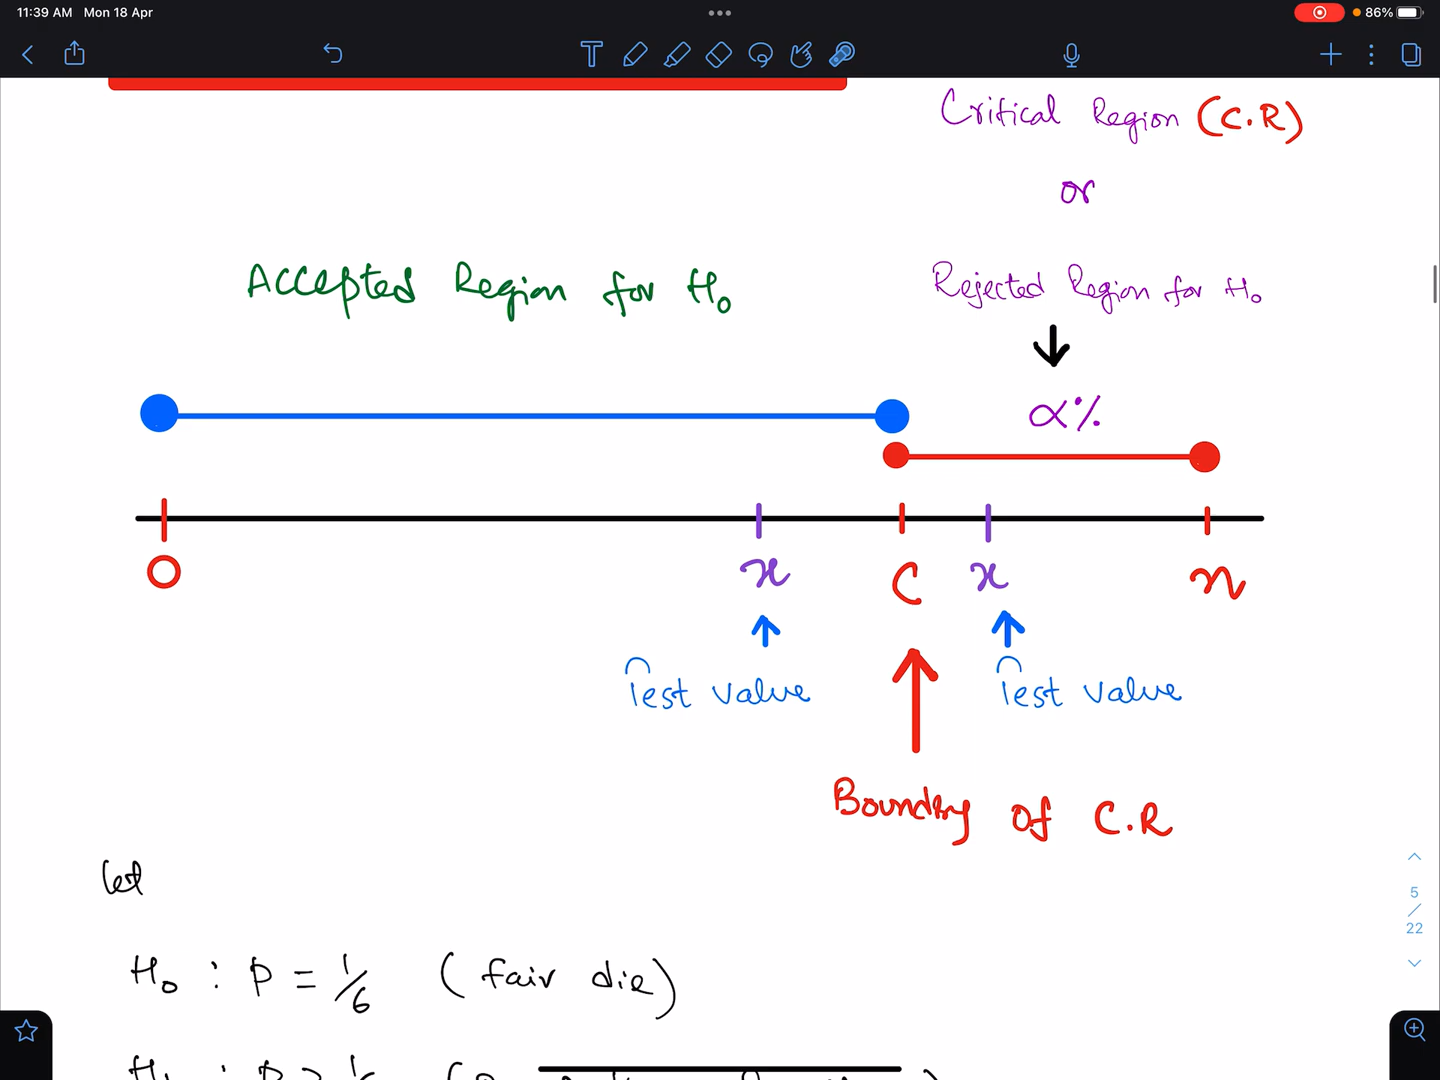 11:39 AM Mon 18 Apr
86%
Critical Region (C.R)
or
Accepted Region for H₀
Rejected Region for H₀
α%
0 x C x n
Test value Test value
Boundry of C.R
let
5
/
22
H₀ : P = 1/6 (fair die)